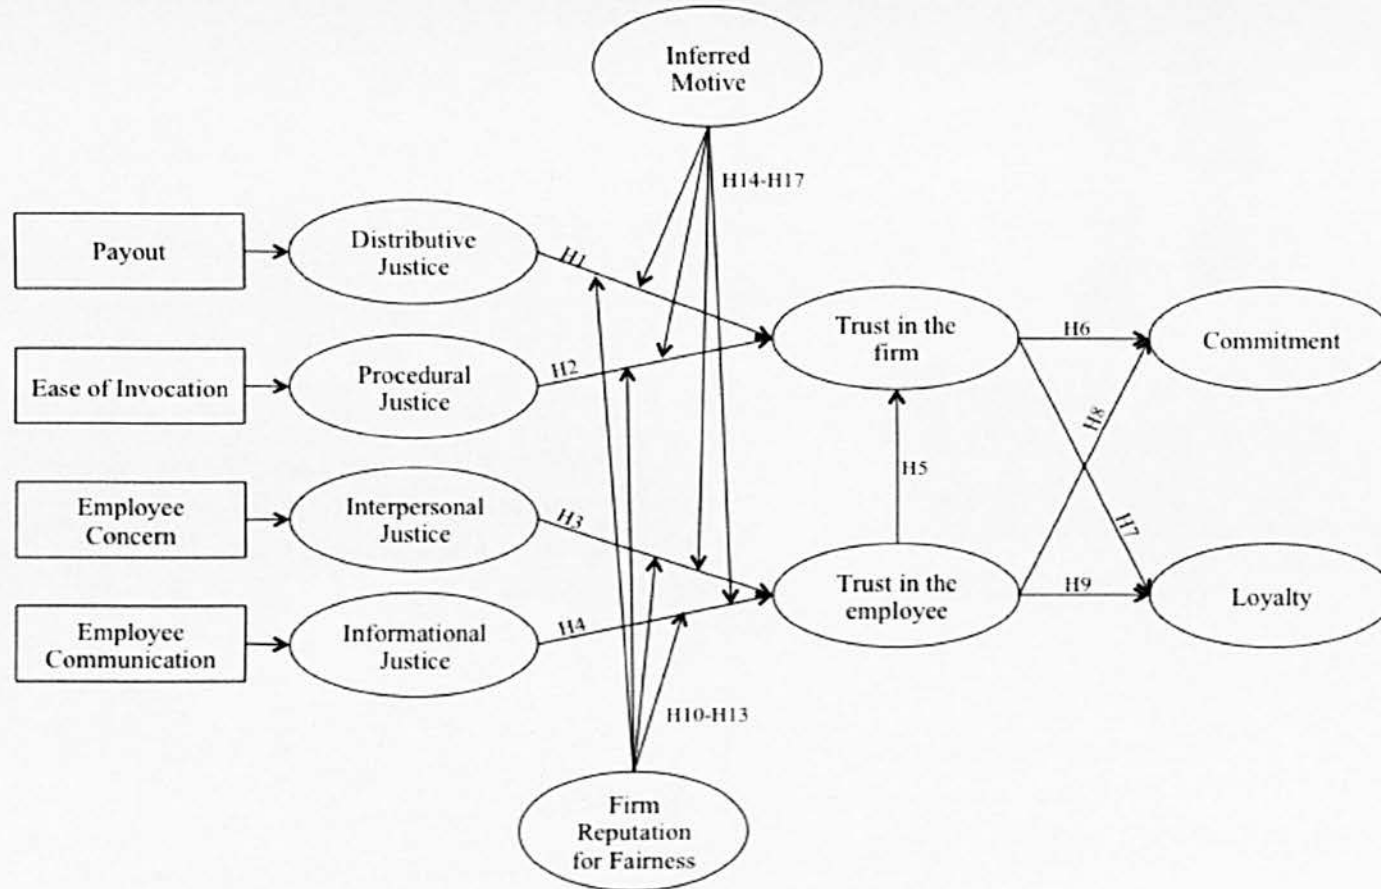 Inferred
Motive
H14-H17
Payout
Distributive
Justice
H1
Trust in the
firm
H6
Commitment
Ease of Invocation
Procedural
Justice
H2
H8
H5
Employee
Concern
Interpersonal
Justice
H3
H7
Trust in the
employee
H9
Loyalty
Employee
Communication
Informational
Justice
H4
H10-H13
Firm
Reputation
for Fairness